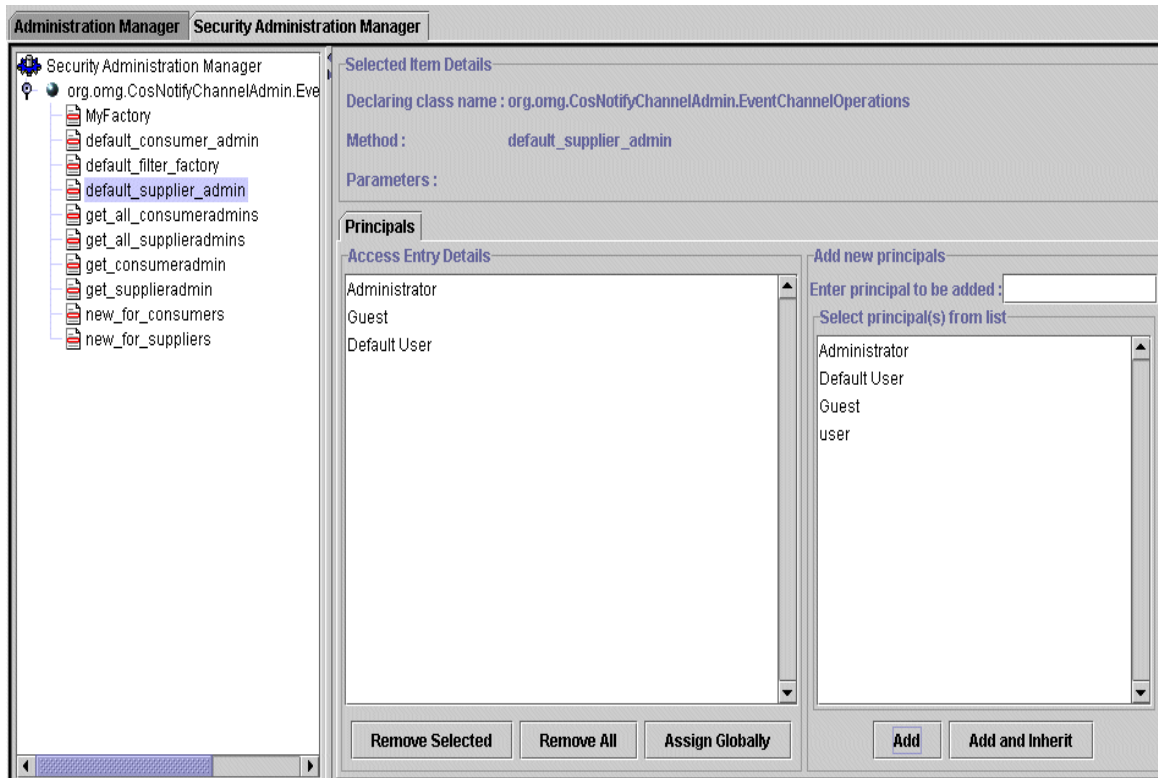 Administration Manager
Security Administration Manager
Security Administration Manager
org.omg.CosNotifyChannelAdmin.Eve
MyFactory
default_consumer_admin
default_filter_factory
default_supplier_admin
get_all_consumeradmins
get_all_supplieradmins
get_consumeradmin
get_supplieradmin
new_for_consumers
new_for_suppliers
Selected Item Details
Declaring class name : org.omg.CosNotifyChannelAdmin.EventChannelOperations
Method : default_supplier_admin
Parameters :
Principals
Access Entry Details
Administrator
Guest
Default User
Remove Selected
Remove All
Assign Globally
Add new principals
Enter principal to be added :
Select principal(s) from list
Administrator
Default User
Guest
user
Add
Add and Inherit